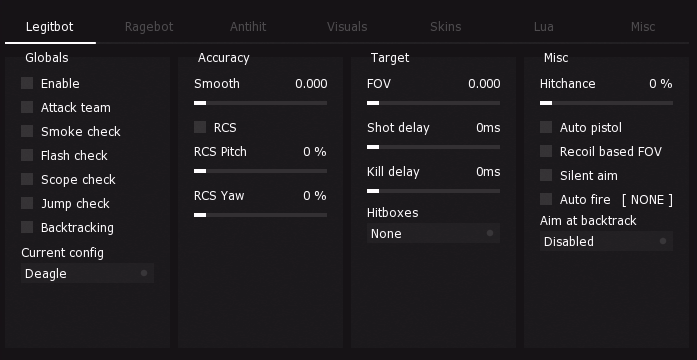 Legitbot Ragebot Antihit Visuals Skins Lua Misc
Globals
Enable
Attack team
Smoke check
Flash check
Scope check
Jump check
Backtracking
Current config
Deagle
Accuracy
Smooth 0.000
RCS
RCS Pitch 0 %
RCS Yaw 0 %
Target
FOV 0.000
Shot delay 0ms
Kill delay 0ms
Hitboxes
None
Misc
Hitchance 0 %
Auto pistol
Recoil based FOV
Silent aim
Auto fire [ NONE ]
Aim at backtrack
Disabled